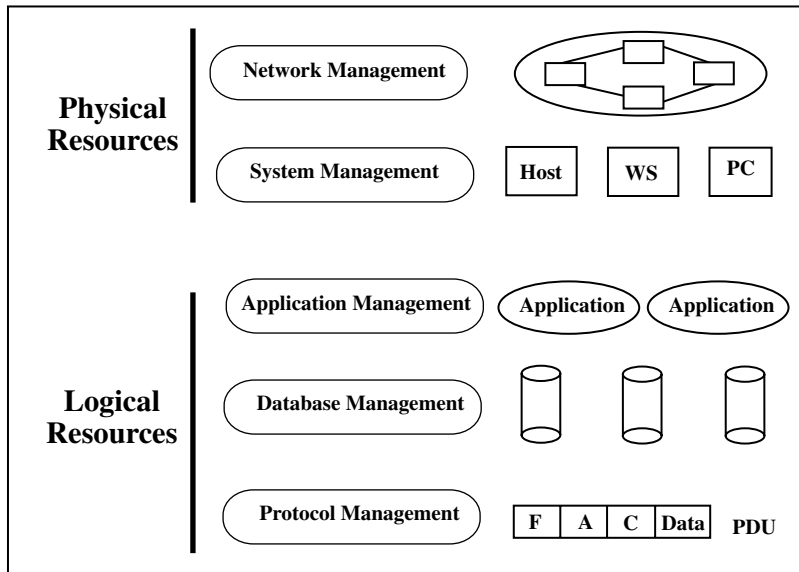 Physical
Resources
Network Management
System Management
Host
WS
PC
Logical
Resources
Application Management
Application
Application
Database Management
Protocol Management
F
A
C
Data
PDU